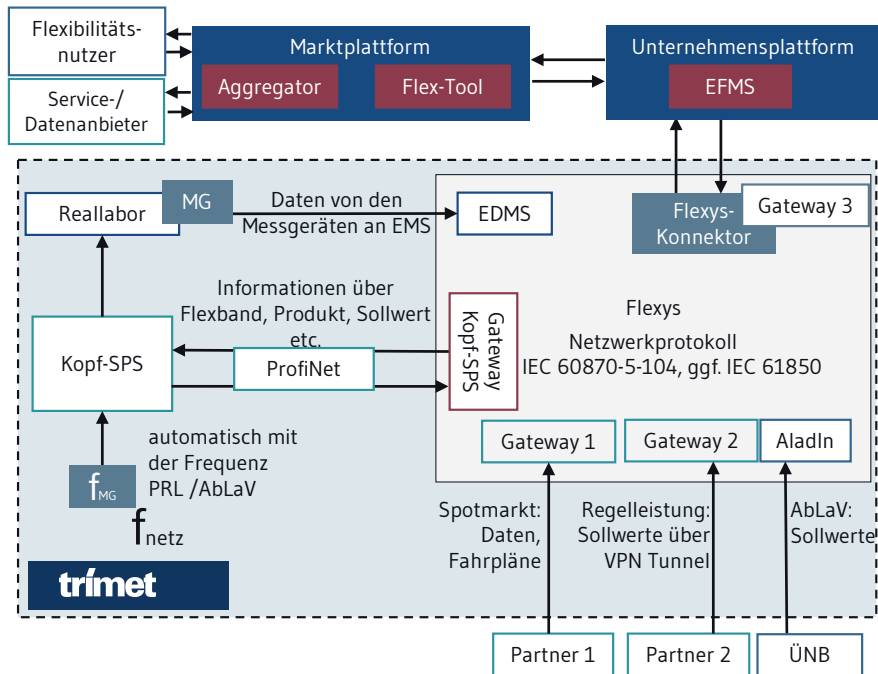 Flexibilitäts-
nutzer
Service-/
Datenanbieter
Marktplattform
Aggregator
Flex-Tool
Unternehmensplattform
EFMS
Reallabor
MG
Daten von den
Messgeräten an EMS
EDMS
Flexys-
Konnektor
Gateway 3
Informationen über
Flexband, Produkt, Sollwert
etc.
Kopf-SPS
ProfiNet
Gateway
Kopf-SPS
Flexys
Netzwerkprotokoll
IEC 60870-5-104, ggf. IEC 61850
automatisch mit
der Frequenz
PRL /AbLaV
fMG
fnetz
Gateway 1
Gateway 2
AladIn
Spotmarkt:
Daten,
Fahrpläne
Regelleistung:
Sollwerte über
VPN Tunnel
AbLaV:
Sollwerte
trimet
Partner 1
Partner 2
ÜNB